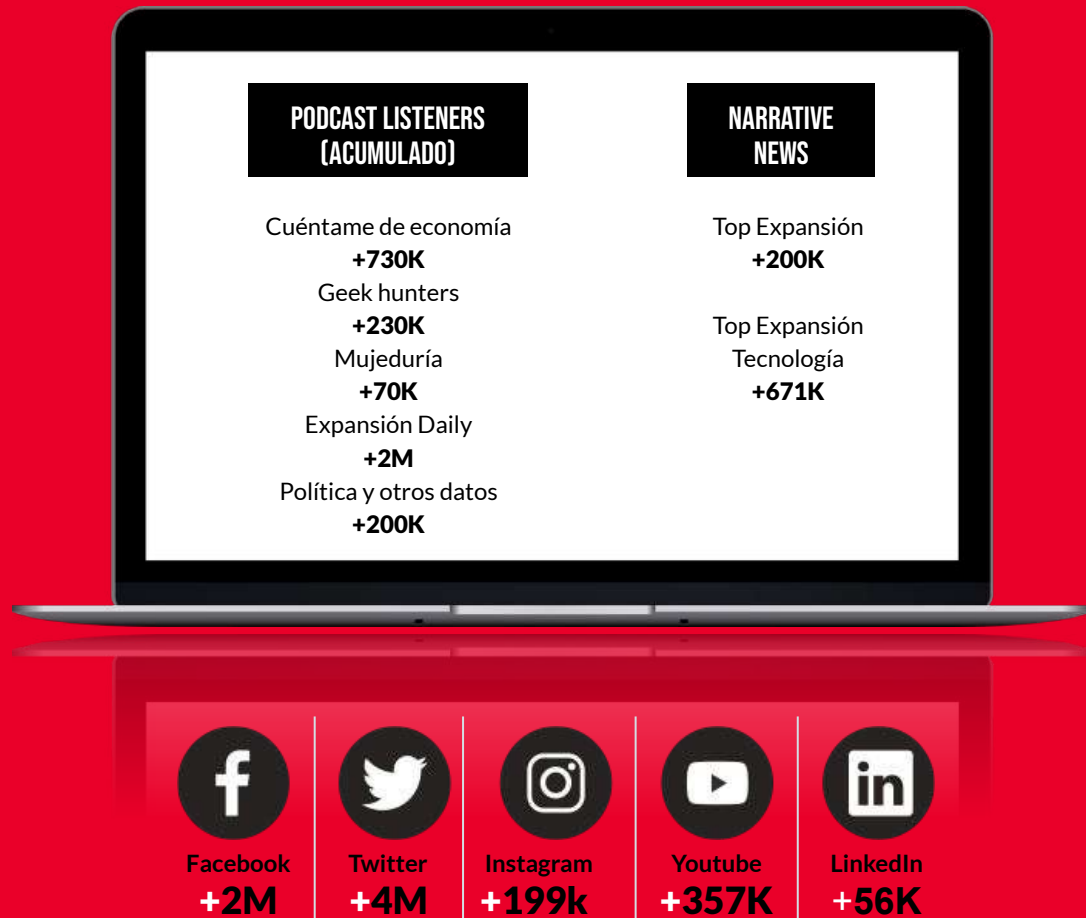 PODCAST LISTENERS
(ACUMULADO)
Cuéntame de economía
+730K
Geek hunters
+230K
Mujeduría
+70K
Expansión Daily
+2M
Política y otros datos
+200K
NARRATIVE
NEWS
Top Expansión
+200K
Top Expansión
Tecnología
+671K
Facebook
+2M
Twitter
+4M
Instagram
+199k
Youtube
+357K
LinkedIn
+56K